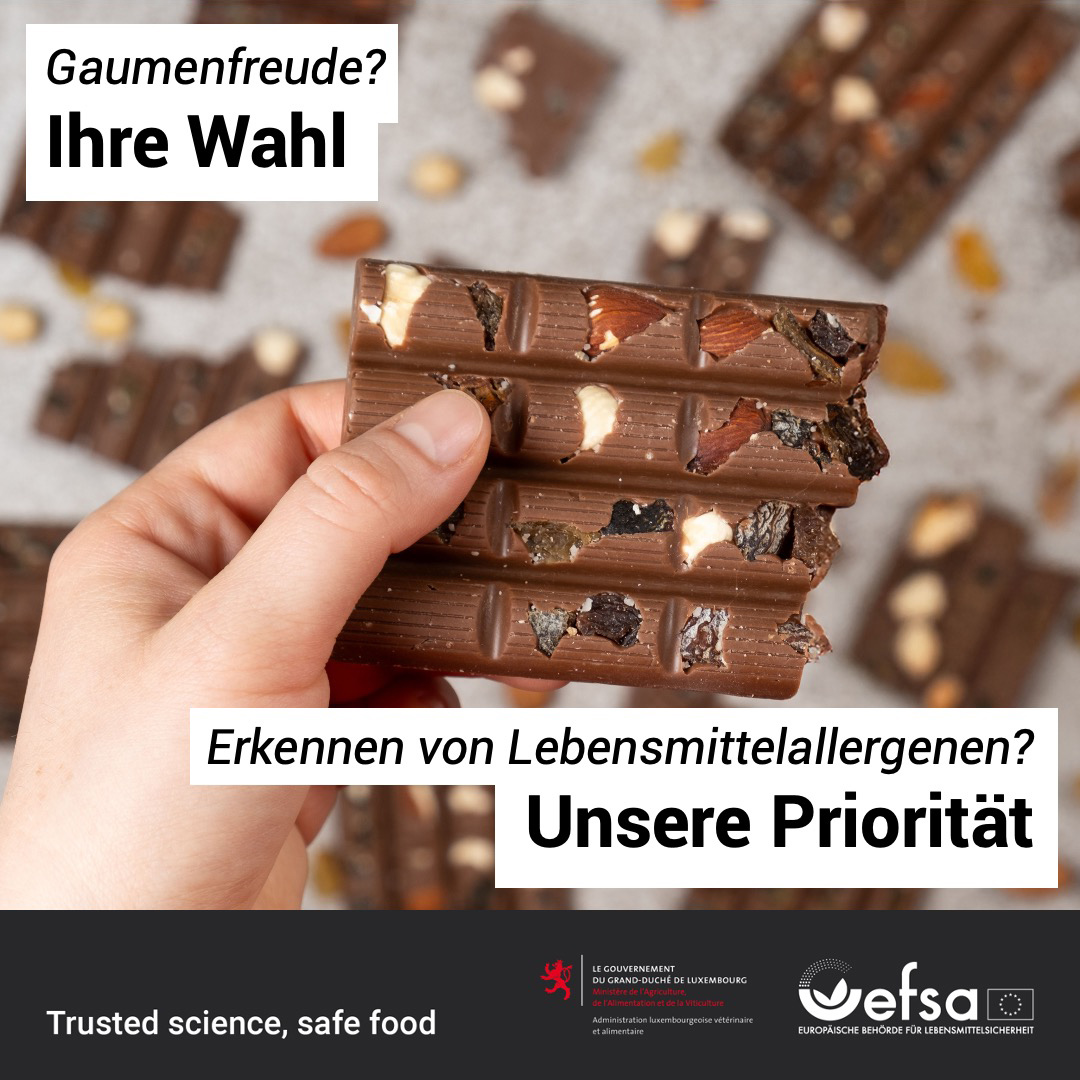 Gaumenfreude?
Ihre Wahl
Erkennen von Lebensmittelallergenen?
Unsere Priorität
Trusted science, safe food
LE GOUVERNEMENT
DU GRAND-DUCHÉ DE LUXEMBOURG
Ministère de l'Agriculture,
de l'Alimentation et de la Viticulture
Administration luxembourgeoise vétérinaire
et alimentaire
efsa
EUROPÄISCHE BEHÖRDE FÜR LEBENSMITTELSICHERHEIT